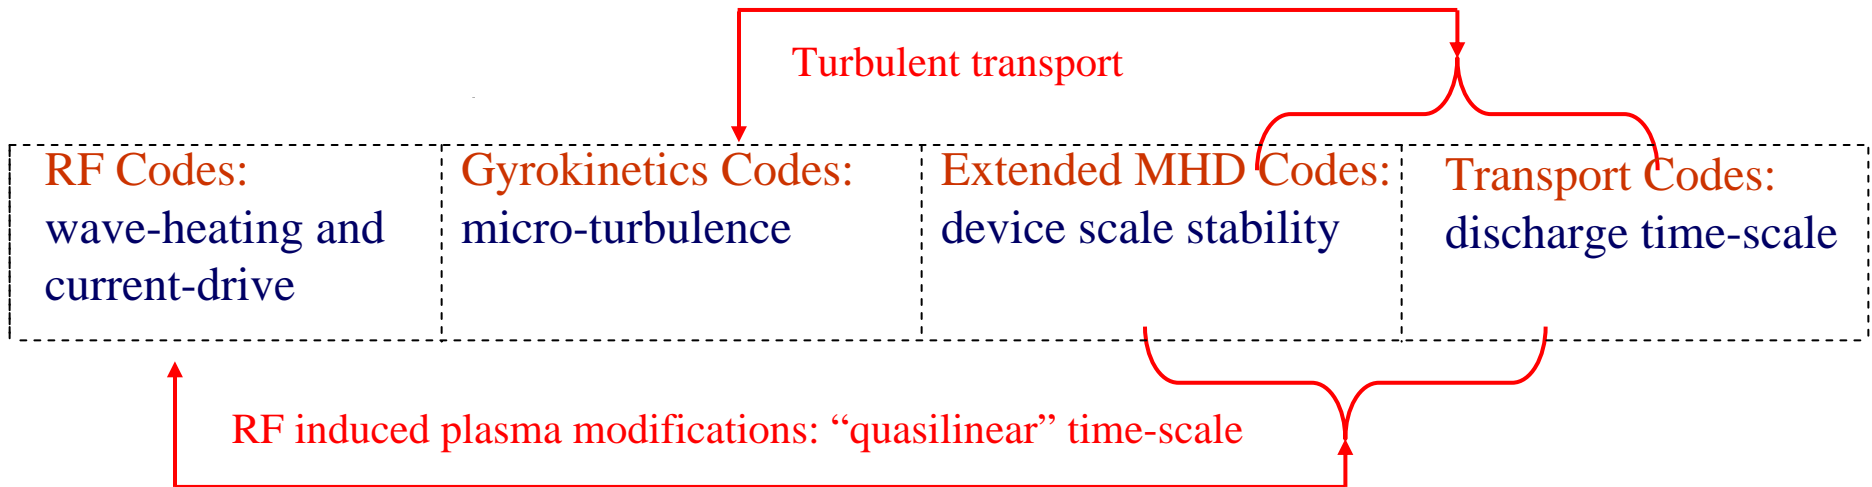 Turbulent transport
RF Codes:
wave-heating and
current-drive
Gyrokinetics Codes:
micro-turbulence
Extended MHD Codes:
device scale stability
Transport Codes:
discharge time-scale
RF induced plasma modifications: “quasilinear” time-scale